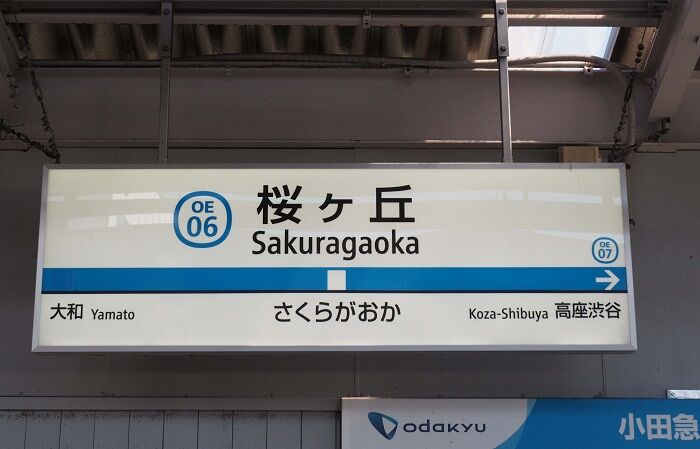 OE
06
桜ヶ丘
Sakuragaoka
OE
07
大和 Yamato
さくらがおか
Koza-Shibuya 高座渋谷
ODAKYU
小田急